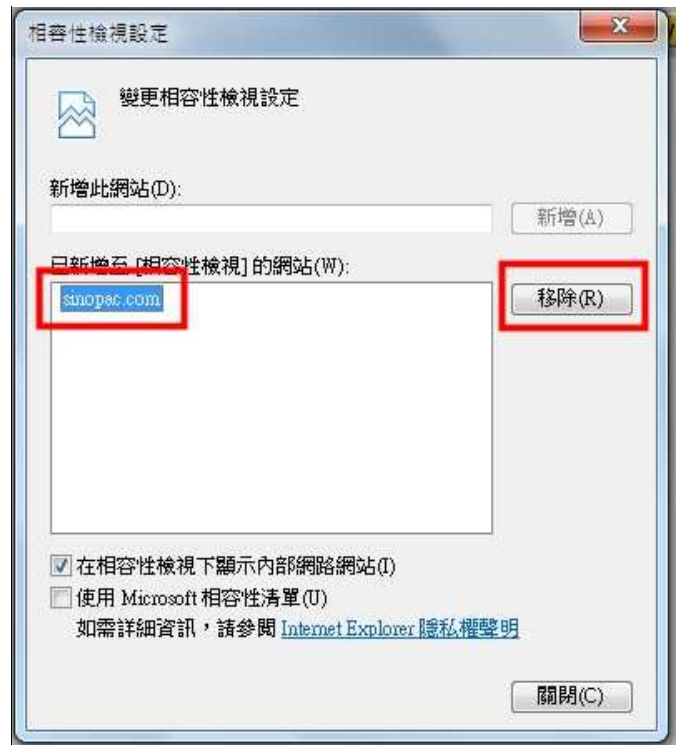 相容性檢視設定
變更相容性檢視設定
新增此網站(D):
新增(A)
已新增至 [相容性檢視] 的網站(W):
sinopac.com
移除(R)
在相容性檢視下顯示內部網路網站(I)
使用 Microsoft 相容性清單(U)
如需詳細資訊，請參閱 Internet Explorer 隱私權聲明
關閉(C)